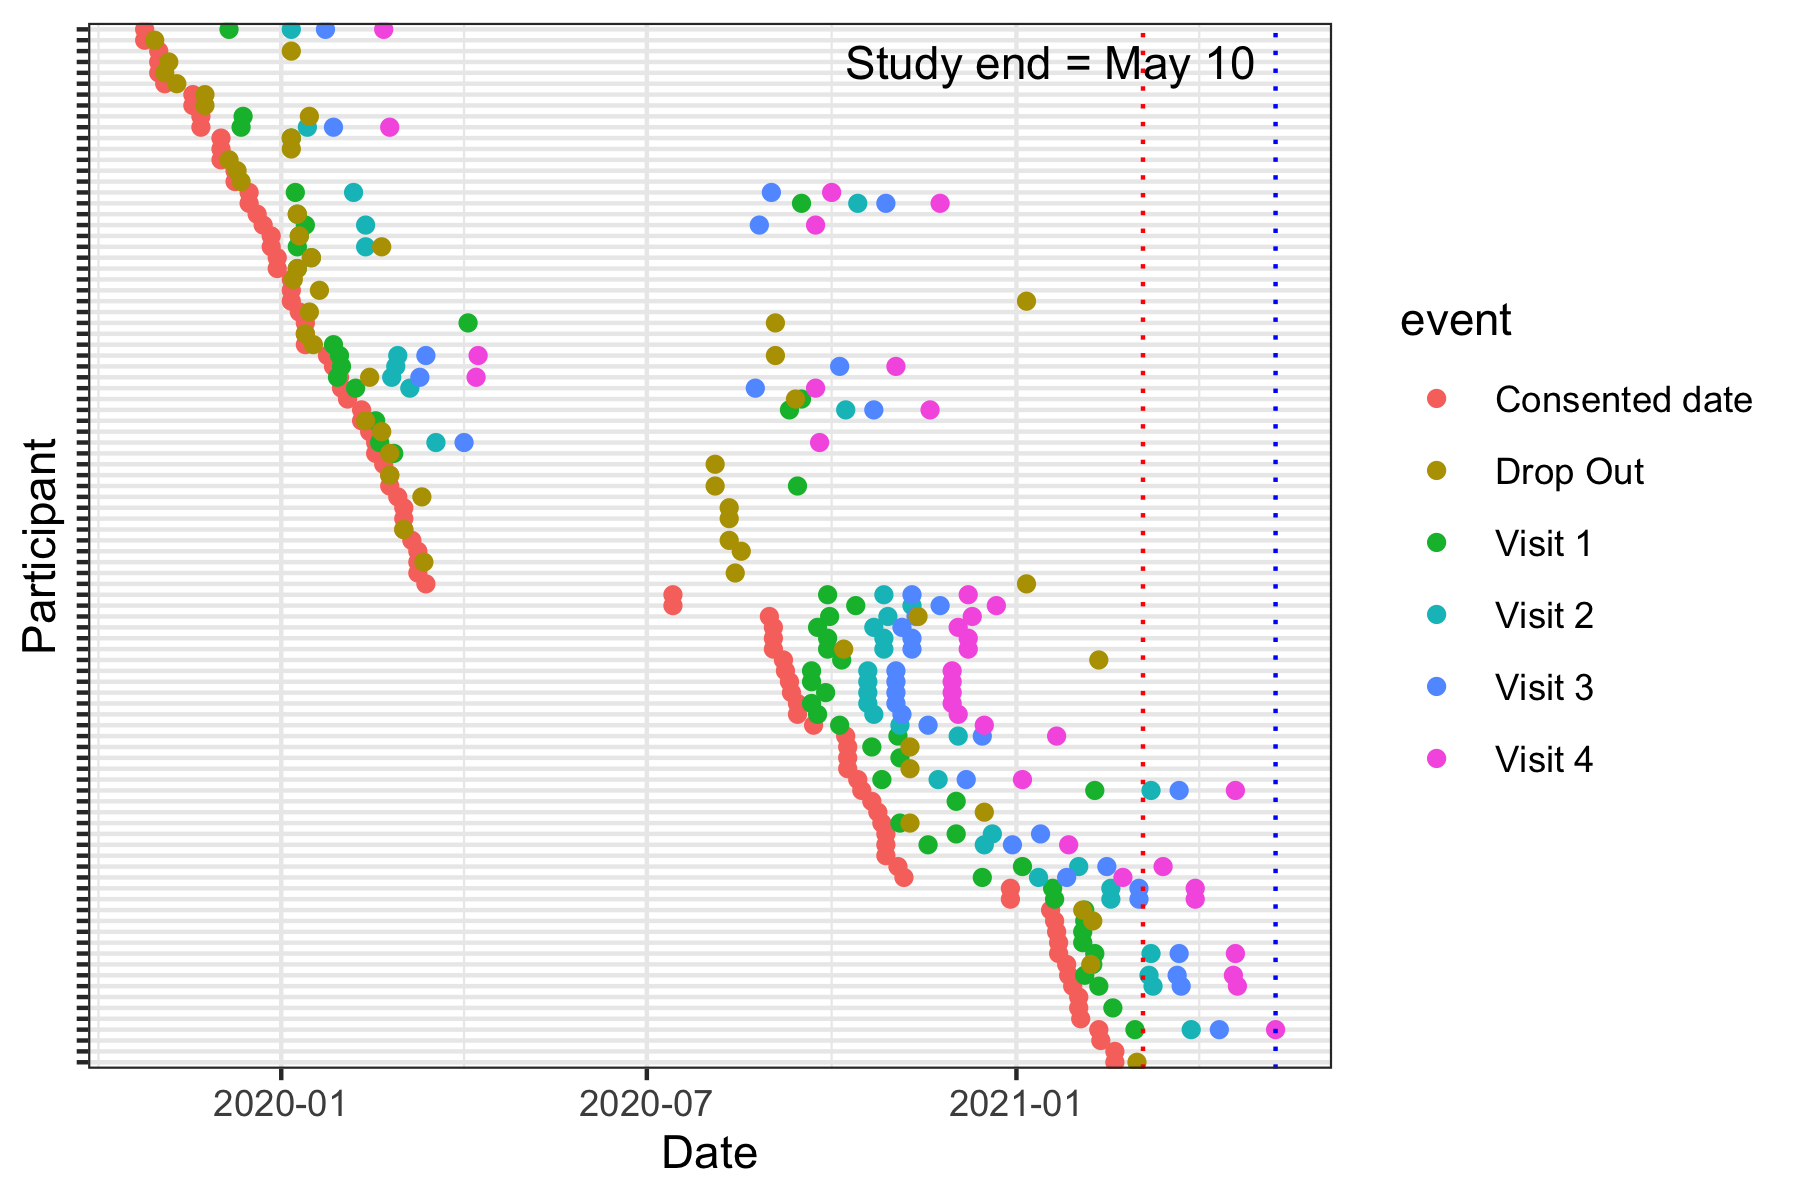 Study end = May 10
Participant
2020-01
2020-07
2021-01
Date
event
Consented date
Drop Out
Visit 1
Visit 2
Visit 3
Visit 4